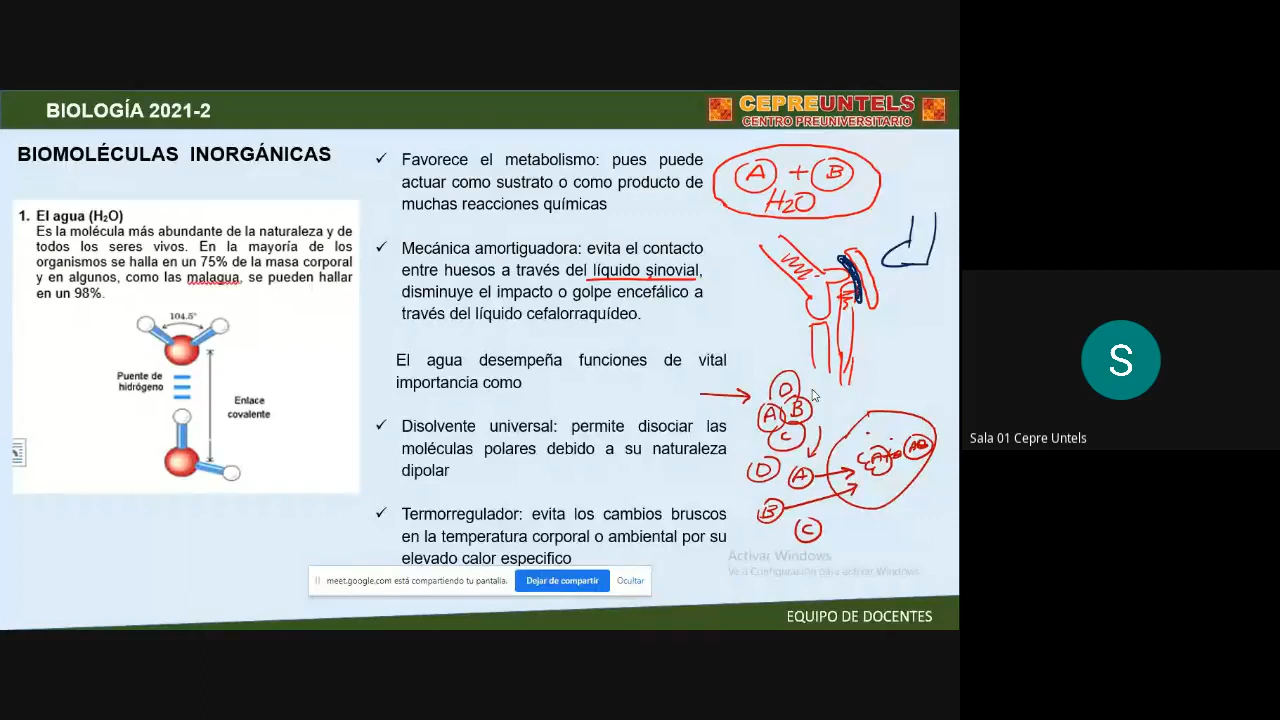 BIOLOGÍA 2021-2
CEPREUNTELS
CENTRO PREUNIVERSITARIO
BIOMOLÉCULAS INORGÁNICAS
1. El agua (H₂O)
Es la molécula más abundante de la naturaleza y de
todos los seres vivos. En la mayoría de los
organismos se halla en un 75% de la masa corporal
y en algunos, como las malagua, se pueden hallar
en un 98%.
104.5°
Puente de
hidrógeno
Enlace
covalente
Favorece el metabolismo: pues puede
actuar como sustrato o como producto de
muchas reacciones químicas
Mecánica amortiguadora: evita el contacto
entre huesos a través del líquido sinovial,
disminuye el impacto o golpe encefálico a
través del líquido cefalorraquídeo.
El agua desempeña funciones de vital
importancia como
Disolvente universal: permite disociar las
moléculas polares debido a su naturaleza
dipolar
Termorregulador: evita los cambios bruscos
en la temperatura corporal o ambiental por su
elevado calor especifico
A + B
H2O
D
A B
C
D A
B
C
Activar Windows
Ve a Configuración para activar Windows.
meet.google.com está compartiendo tu pantalla.
Dejar de compartir
Ocultar
EQUIPO DE DOCENTES
S
Sala 01 Cepre Untels